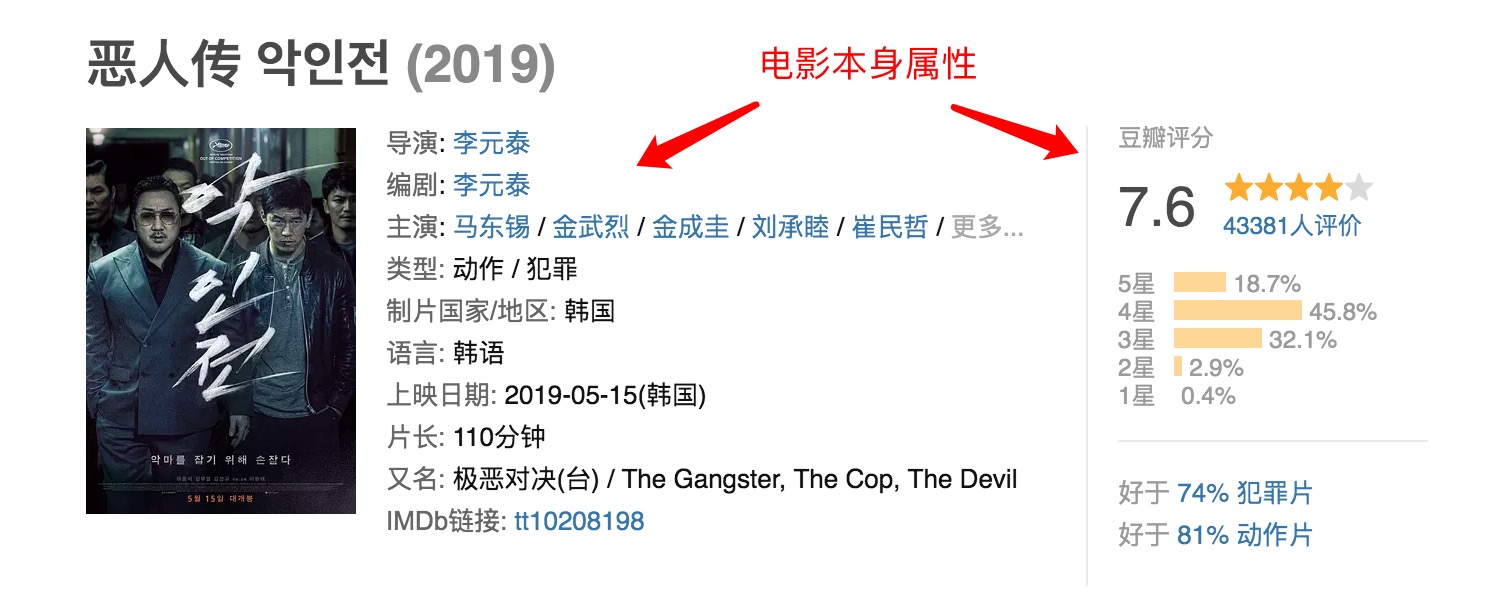 恶人传 악인전 (2019)
电影本身属性
악인전
악마를 잡기 위해 손잡다
5월 15일 대개봉
导演: 李元泰
编剧: 李元泰
主演: 马东锡 / 金武烈 / 金成圭 / 刘承睦 / 崔民哲 / 更多...
类型: 动作 / 犯罪
制片国家/地区: 韩国
语言: 韩语
上映日期: 2019-05-15(韩国)
片长: 110分钟
又名: 极恶对决(台) / The Gangster, The Cop, The Devil
IMDb链接: tt10208198
豆瓣评分
7.6
43381人评价
5星 18.7%
4星 45.8%
3星 32.1%
2星 2.9%
1星 0.4%
好于 74% 犯罪片
好于 81% 动作片